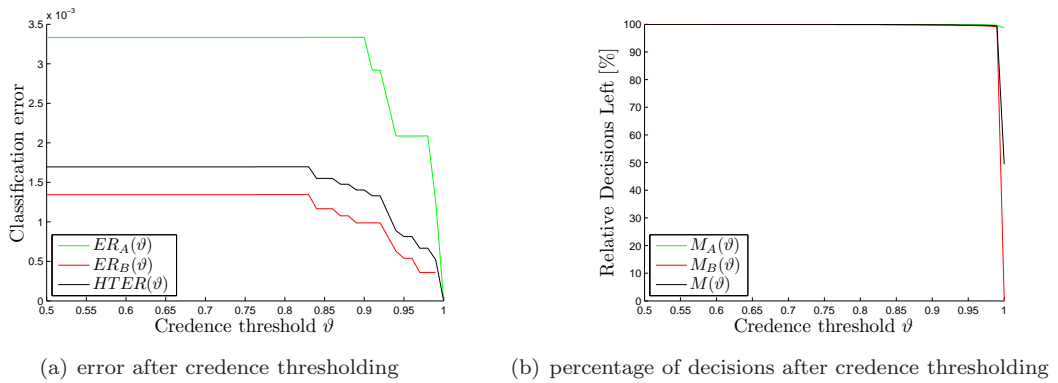 x 10⁻³
3.5
3
2.5
2
1.5
1
0.5
0
Classification error
ER_A(ϑ)
ER_B(ϑ)
HTER(ϑ)
0.5 0.55 0.6 0.65 0.7 0.75 0.8 0.85 0.9 0.95 1
Credence threshold ϑ
(a) error after credence thresholding
100
90
80
70
60
50
40
30
20
10
0
Relative Decisions Left [%]
M_A(ϑ)
M_B(ϑ)
M(ϑ)
0.5 0.55 0.6 0.65 0.7 0.75 0.8 0.85 0.9 0.95 1
Credence threshold ϑ
(b) percentage of decisions after credence thresholding